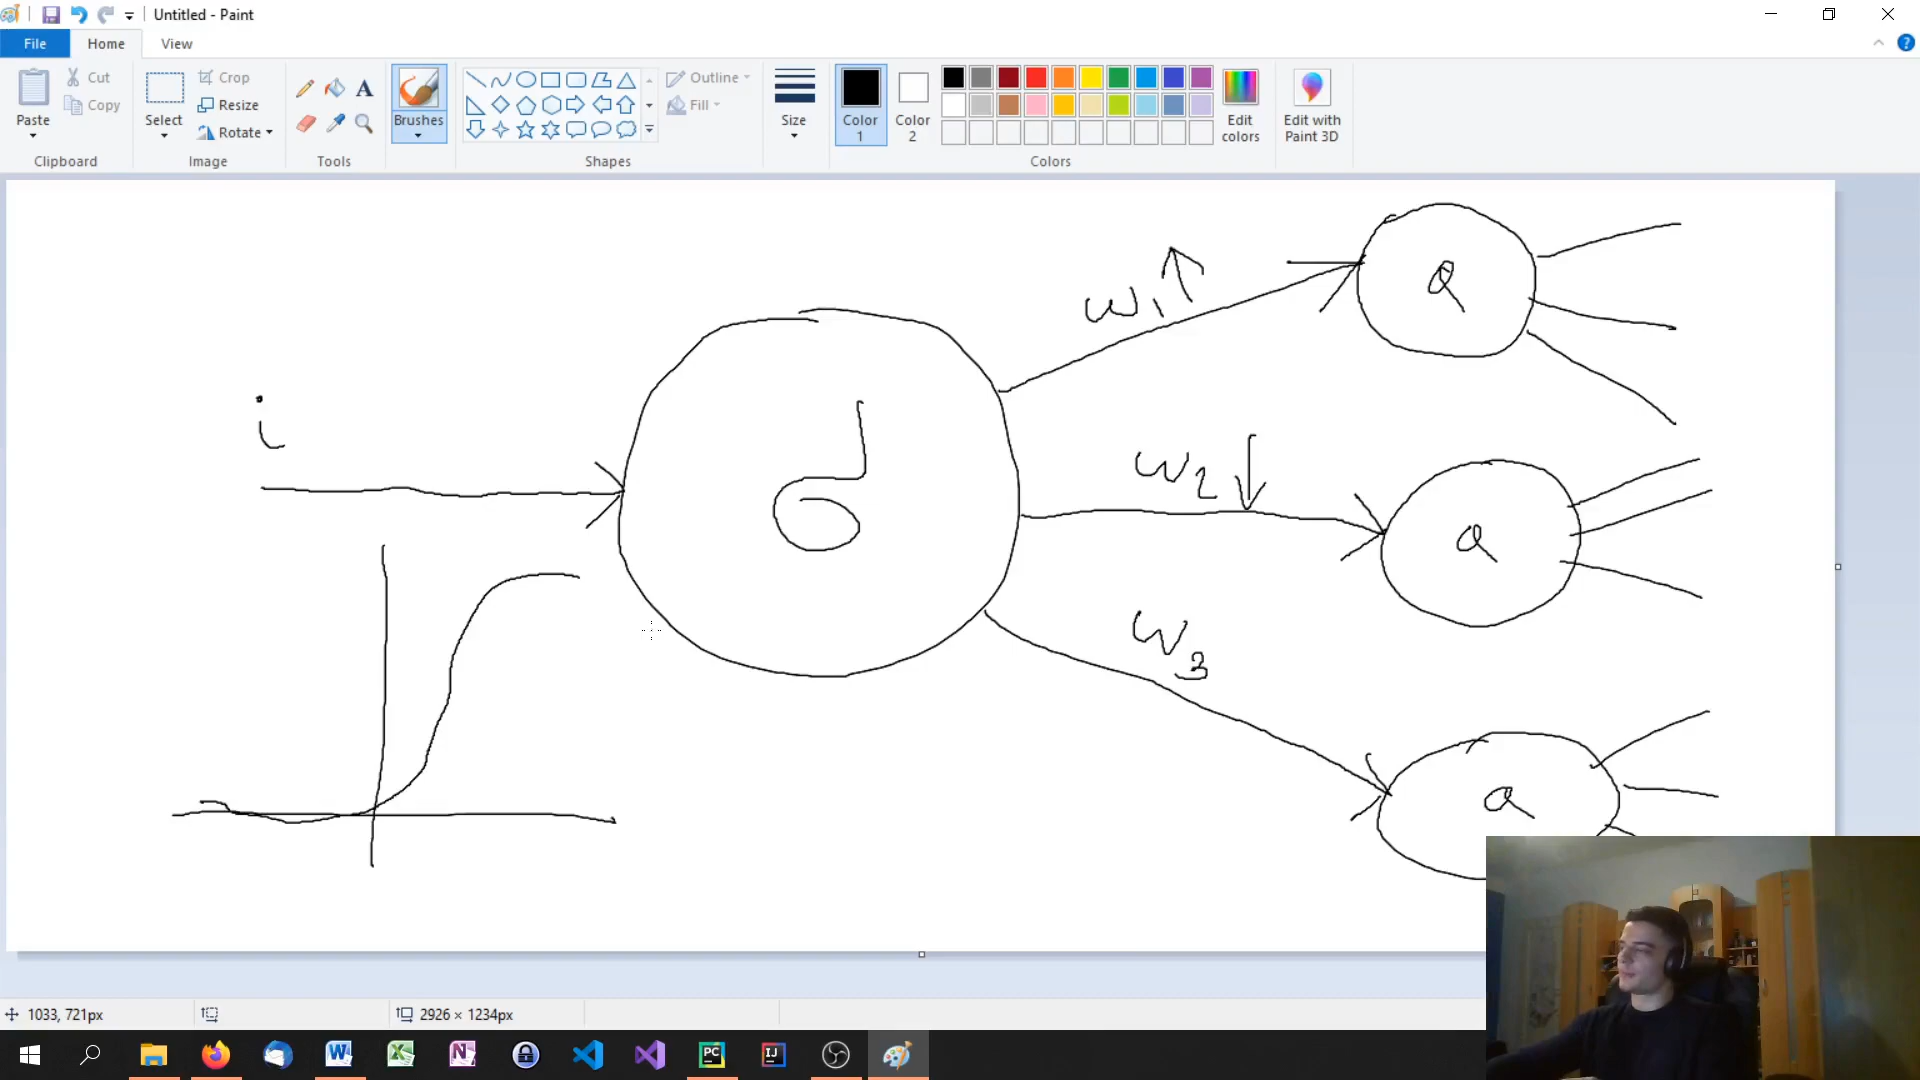 Untitled - Paint
File Home View
Paste
Cut
Copy
Clipboard
Select
Crop
Resize
Rotate
Image
Tools
Brushes
Shapes
Outline
Fill
Size
Color 1
Color 2
Edit colors
Edit with Paint 3D
Colors
i
w1
w2
w3
a
a
a
1033, 721px
2926 × 1234px